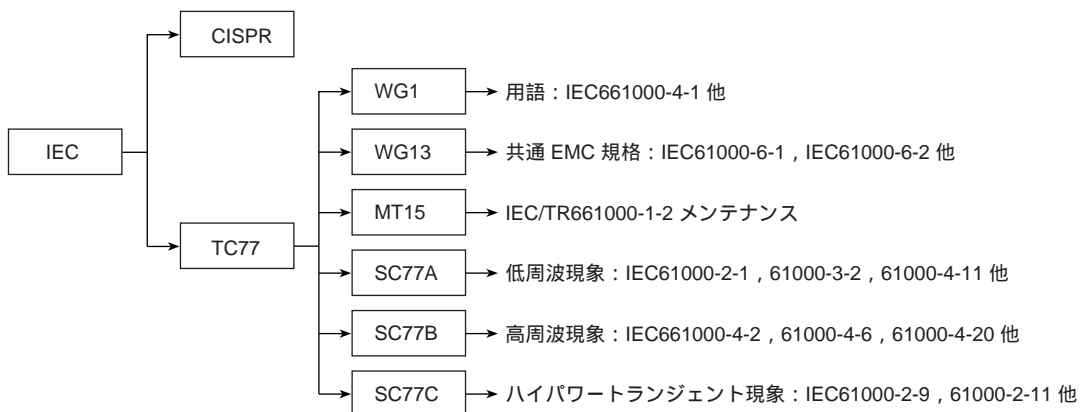 CISPR
WG1 用語：IEC661000-4-1 他
IEC WG13 共通 EMC 規格：IEC61000-6-1，IEC61000-6-2 他
MT15 IEC/TR661000-1-2 メンテナンス
TC77
SC77A 低周波現象：IEC61000-2-1，61000-3-2，61000-4-11 他
SC77B 高周波現象：IEC661000-4-2，61000-4-6，61000-4-20 他
SC77C ハイパワートランジェント現象：IEC61000-2-9，61000-2-11 他